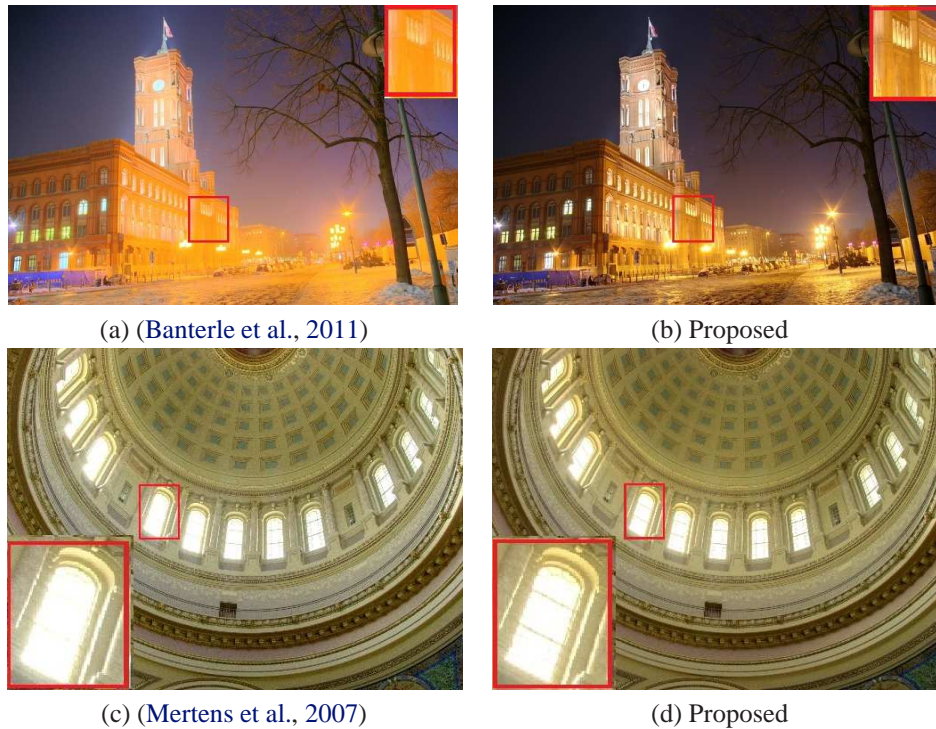 (a) (Banterle et al., 2011)
(b) Proposed
(c) (Mertens et al., 2007)
(d) Proposed